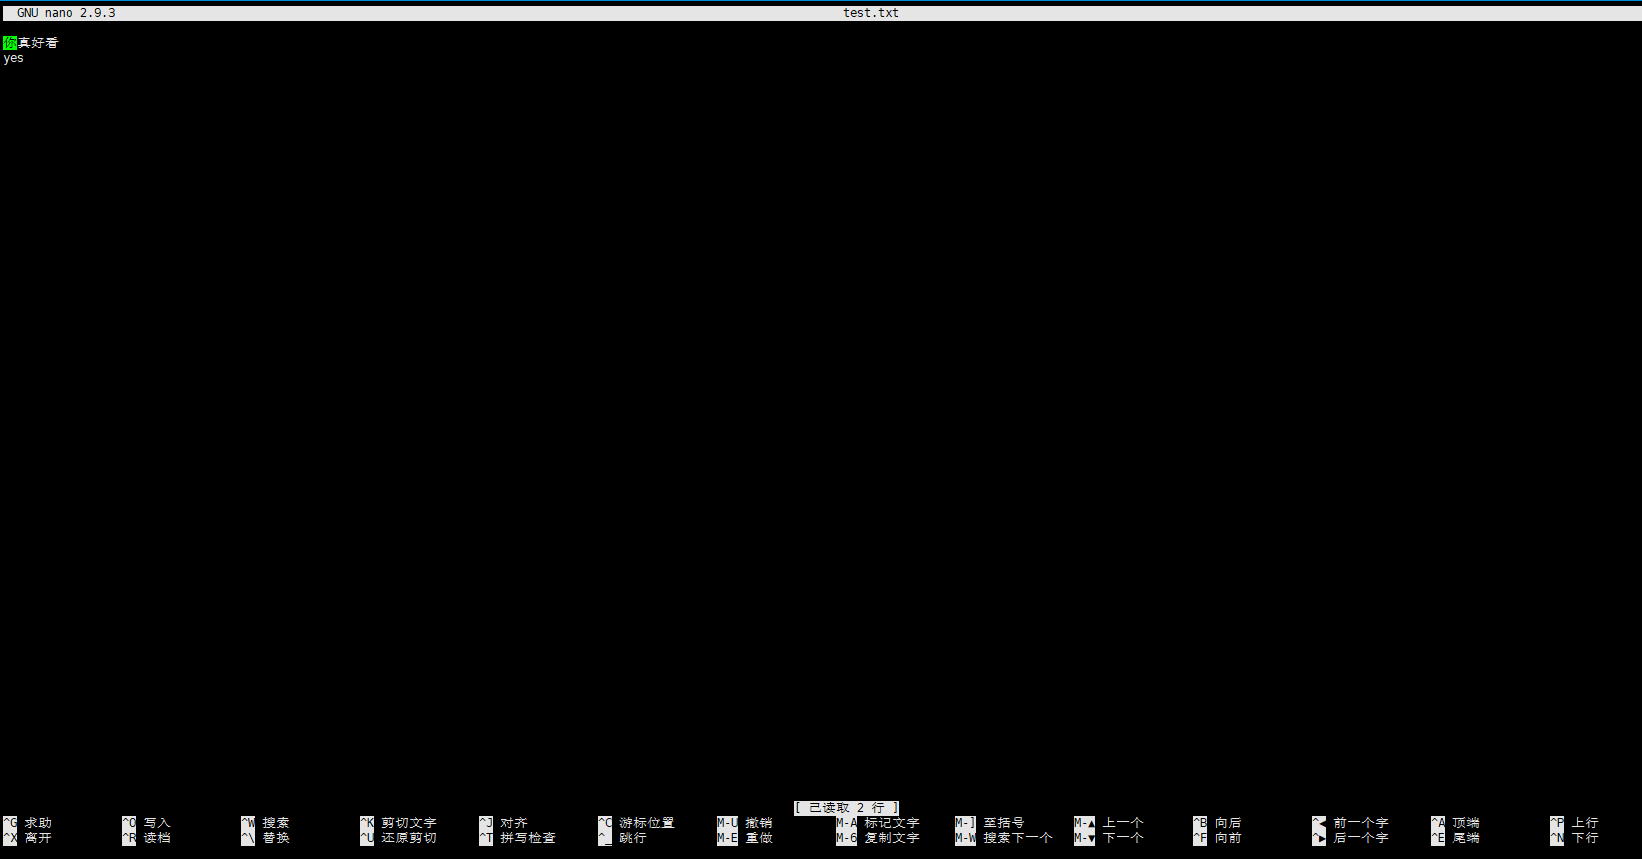 GNU nano 2.9.3 test.txt
你真好看
yes
[ 已读取 2 行 ]
^G 求助 ^O 写入 ^W 搜索 ^K 剪切文字 ^J 对齐 ^C 游标位置 M-U 撤销 M-A 标记文字 M-] 至括号 M-▲ 上一个 ^B 向后 ^◀ 前一个字 ^A 顶端 ^P 上行
^X 离开 ^R 读档 ^\ 替换 ^U 还原剪切 ^T 拼写检查 ^_ 跳行 M-E 重做 M-6 复制文字 M-W 搜索下一个 M-▼ 下一个 ^F 向前 ^▶ 后一个字 ^E 尾端 ^N 下行